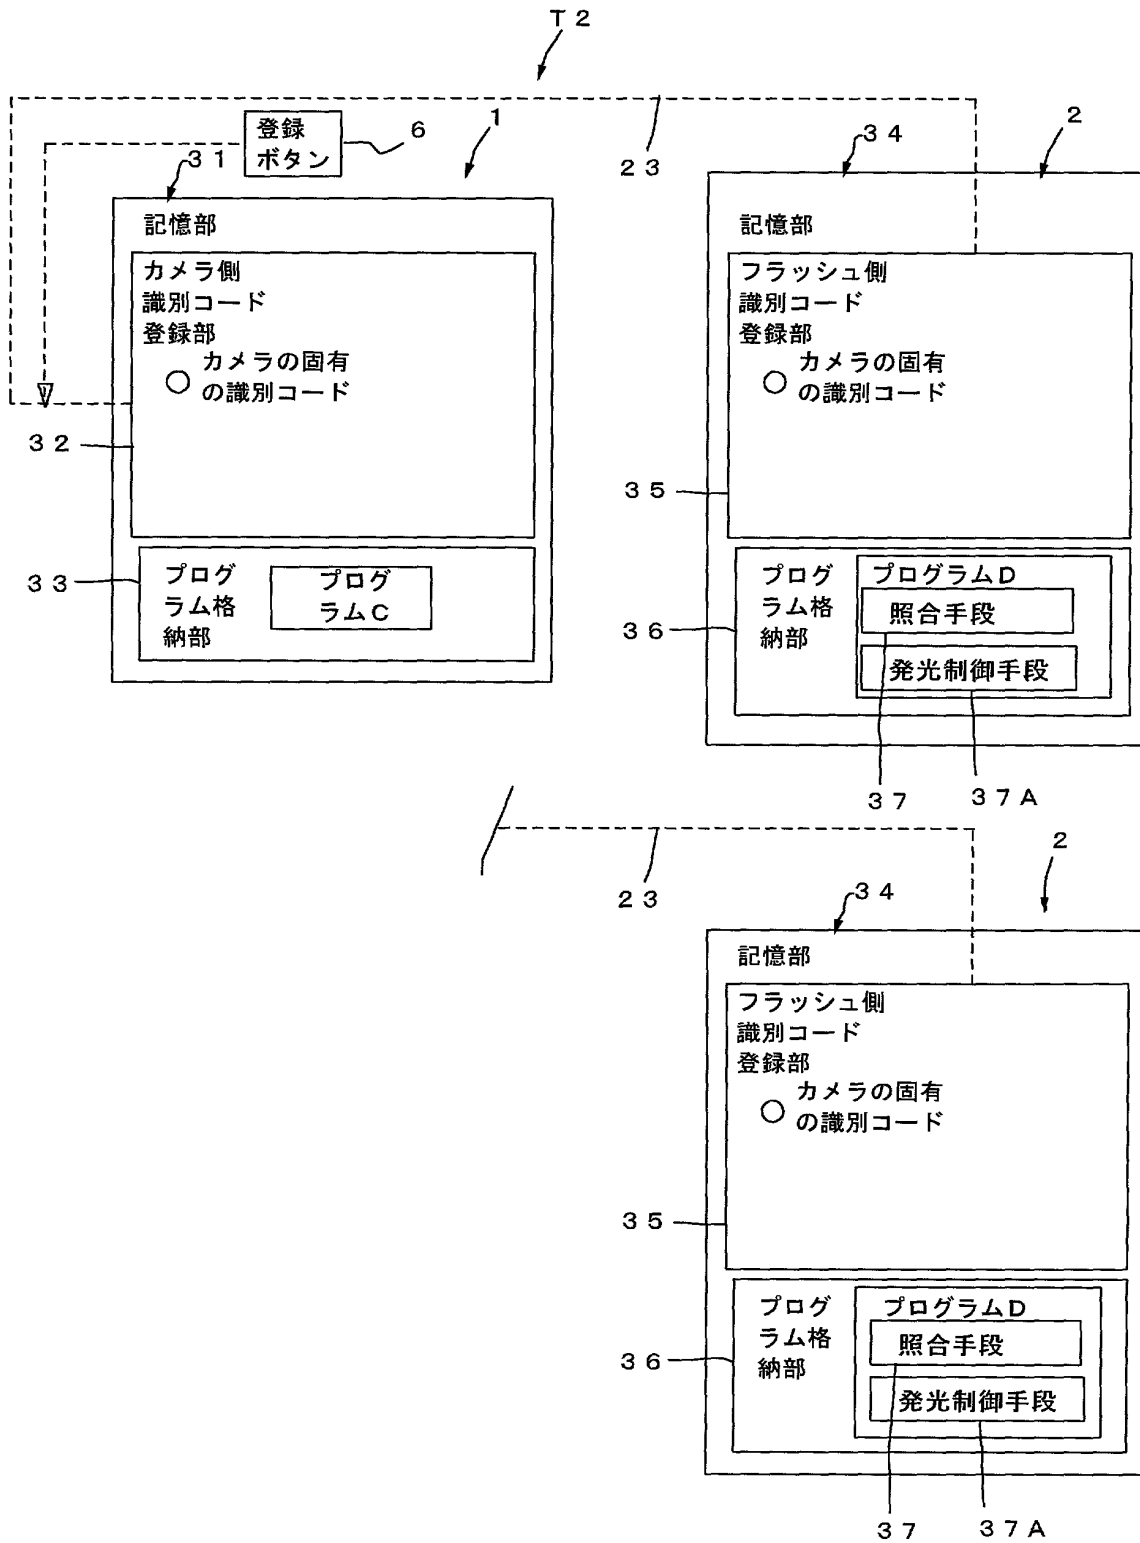 T2
登録
ボタン
6
1
31
記憶部
カメラ側
識別コード
登録部
カメラの固有
の識別コード
32
33
プログ
ラム格
納部
プログ
ラムC
23
34
2
記憶部
フラッシュ側
識別コード
登録部
カメラの固有
の識別コード
35
36
プログ
ラム格
納部
プログラムD
照合手段
発光制御手段
37
37A
23
34
2
記憶部
フラッシュ側
識別コード
登録部
カメラの固有
の識別コード
35
36
プログ
ラム格
納部
プログラムD
照合手段
発光制御手段
37
37A